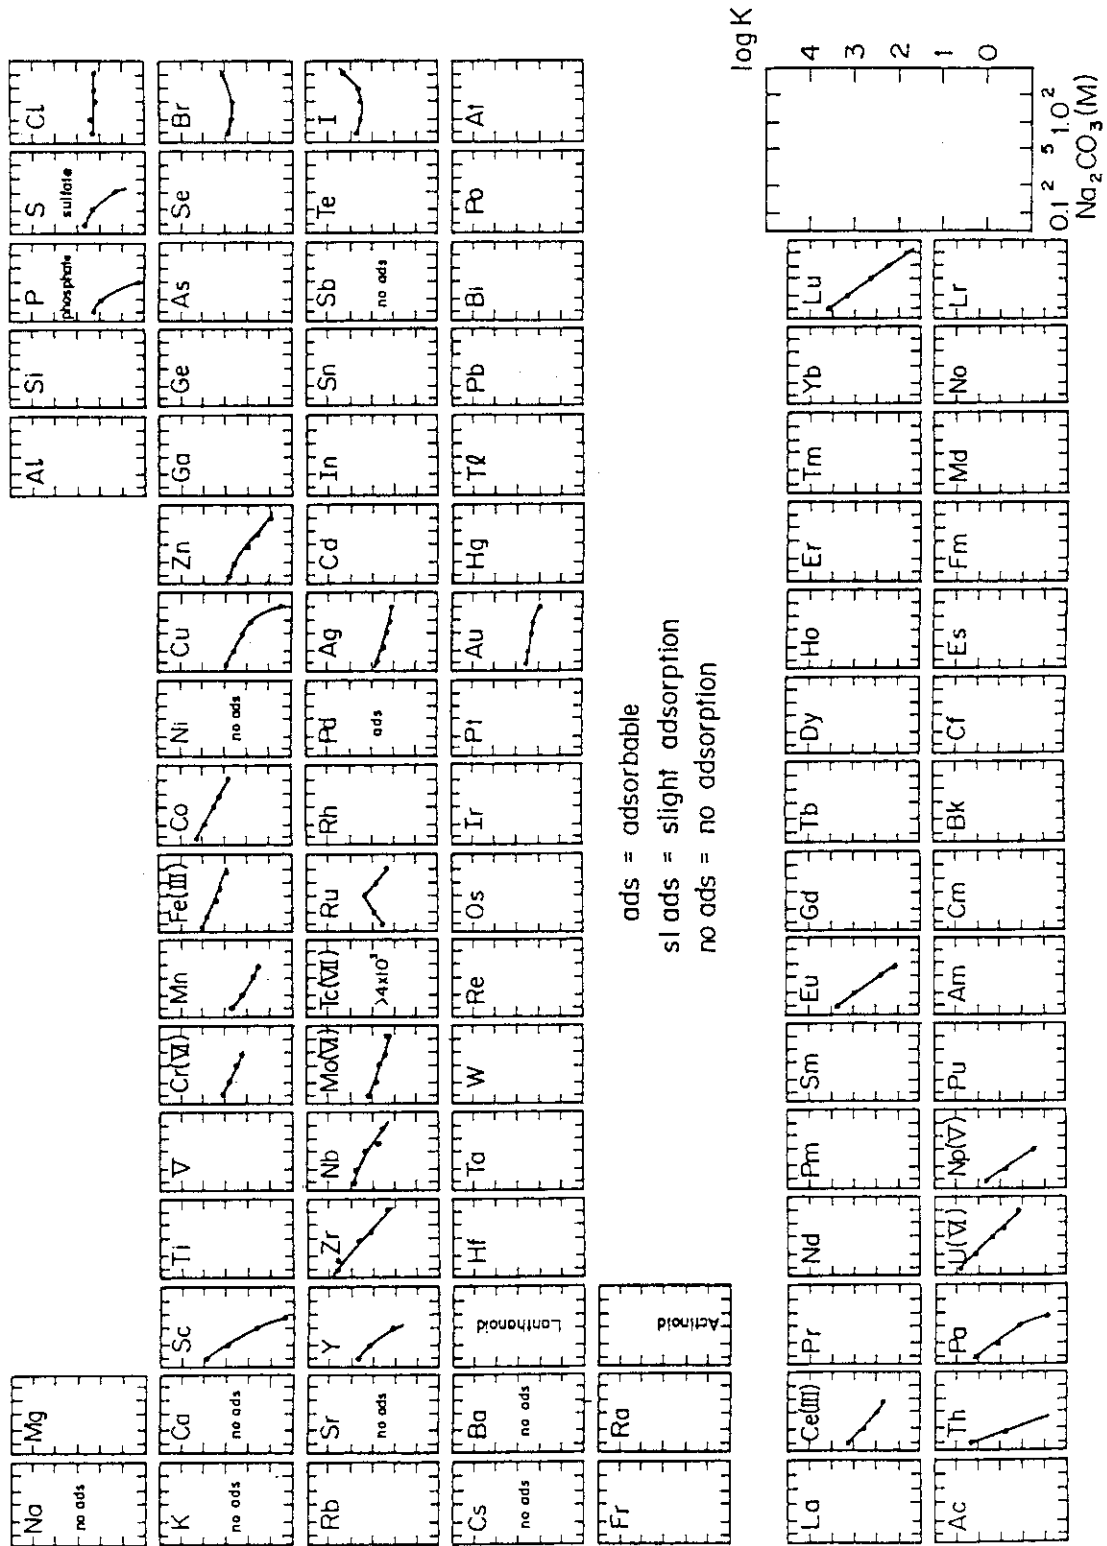 Na no ads
Mg
Al
Si
P phosphate
S sulfate
Cl
K no ads
Ca no ads
Sc
Ti
V
Cr(VI)
Mn
Fe(III)
Co
Ni no ads
Cu
Zn
Ga
Ge
As
Se
Br
Rb
Sr no ads
Y
Zr
Nb
Mo(VI)
Tc(VII) >4×10³
Ru
Rh
Pd ads
Ag
Cd
In
Sn
Sb no ads
Te
I
Cs no ads
Ba no ads
Lanthanoid
Hf
Ta
W
Re
Os
Ir
Pt
Au
Hg
Tl
Pb
Bi
Po
At
Fr
Ra
Actinoid
ads = adsorbable
sl ads = slight adsorption
no ads = no adsorption
La
Ce(III)
Pr
Nd
Pm
Sm
Eu
Gd
Tb
Dy
Ho
Er
Tm
Yb
Lu
Ac
Th
Pa
U(VI)
Np(V)
Pu
Am
Cm
Bk
Cf
Es
Fm
Md
No
Lr
log K
4
3
2
1
0
0.1 2 5 1.0 2
Na₂CO₃(M)